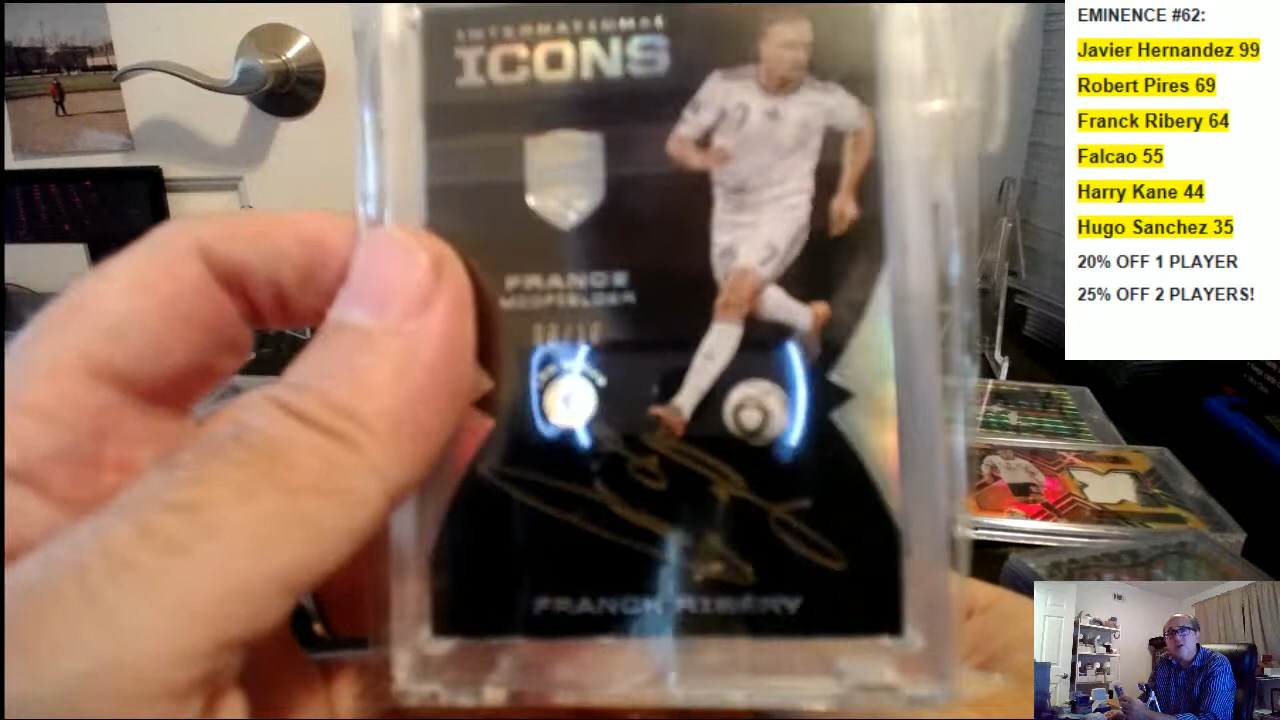 INTERNATIONAL
ICONS
FRANCE
FRANCK RIBÉRY
EMINENCE #62:
Javier Hernandez 99
Robert Pires 69
Franck Ribery 64
Falcao 55
Harry Kane 44
Hugo Sanchez 35
20% OFF 1 PLAYER
25% OFF 2 PLAYERS!